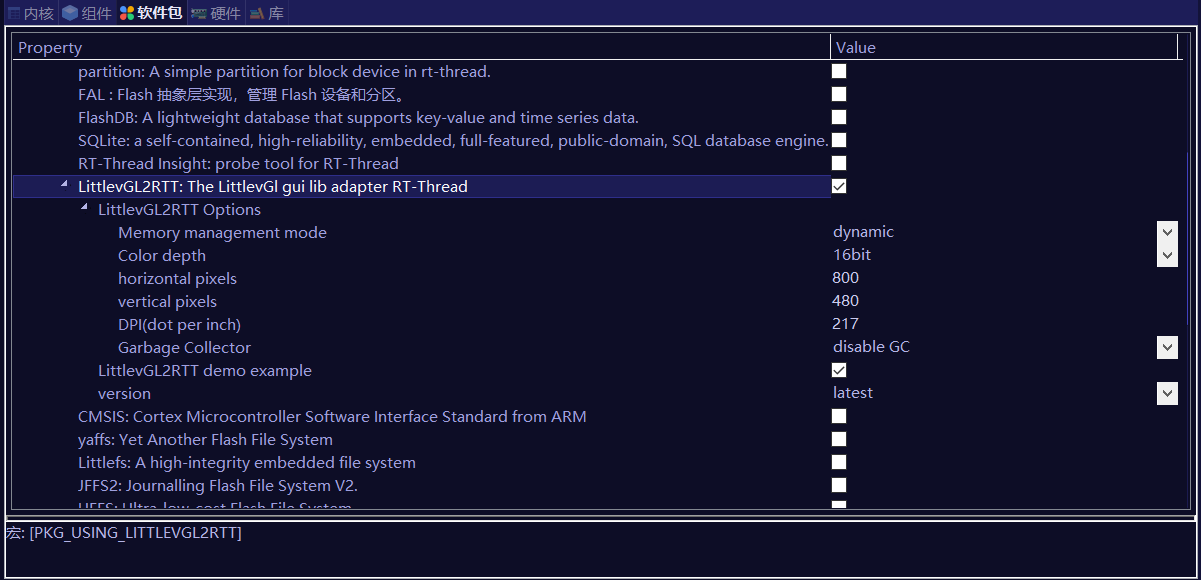 内核 组件 软件包 硬件 库
Property Value
partition: A simple partition for block device in rt-thread.
FAL : Flash 抽象层实现，管理 Flash 设备和分区。
FlashDB: A lightweight database that supports key-value and time series data.
SQLite: a self-contained, high-reliability, embedded, full-featured, public-domain, SQL database engine.
RT-Thread Insight: probe tool for RT-Thread
LittlevGL2RTT: The LittlevGl gui lib adapter RT-Thread
LittlevGL2RTT Options
Memory management mode dynamic
Color depth 16bit
horizontal pixels 800
vertical pixels 480
DPI(dot per inch) 217
Garbage Collector disable GC
LittlevGL2RTT demo example
version latest
CMSIS: Cortex Microcontroller Software Interface Standard from ARM
yaffs: Yet Another Flash File System
Littlefs: A high-integrity embedded file system
JFFS2: Journalling Flash File System V2.
UFFS: Ultra-low-cost Flash File System
宏: [PKG_USING_LITTLEVGL2RTT]